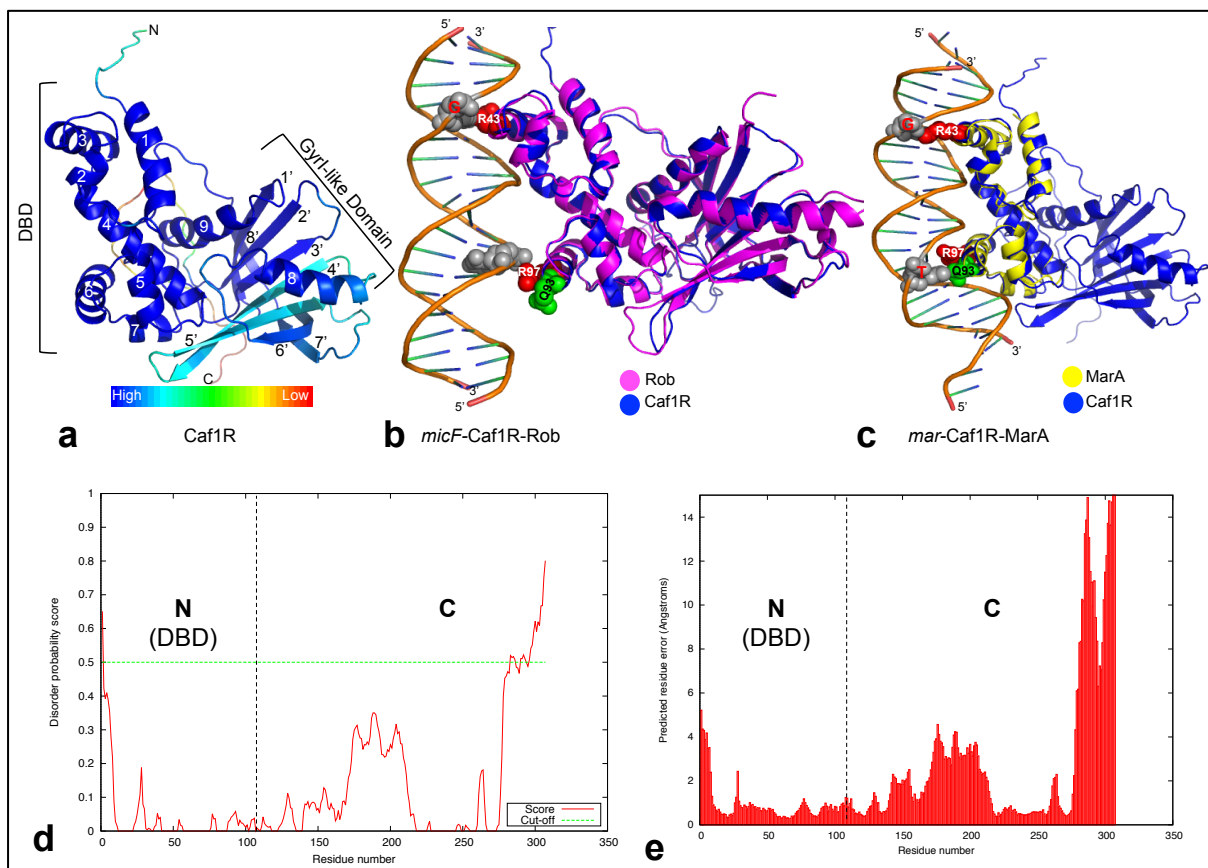 N
DBD
1
2
3
4
5
6
7
8
9
1'
2'
3'
4'
5'
6'
7'
8'
C
GyrI-like Domain
High Low
a
Caf1R
5'
3'
G
R43
R97
Q93
3'
5'
Rob
Caf1R
b
micF-Caf1R-Rob
5'
3'
G
R43
R97
T
Q93
3'
5'
MarA
Caf1R
c
mar-Caf1R-MarA
Disorder probability score
1
0.9
0.8
0.7
0.6
0.5
0.4
0.3
0.2
0.1
0
N
(DBD)
C
Score
Cut-off
0 50 100 150 200 250 300 350
Residue number
d
Predicted residue error (Angstroms)
14
12
10
8
6
4
2
0
N
(DBD)
C
0 50 100 150 200 250 300 350
Residue number
e